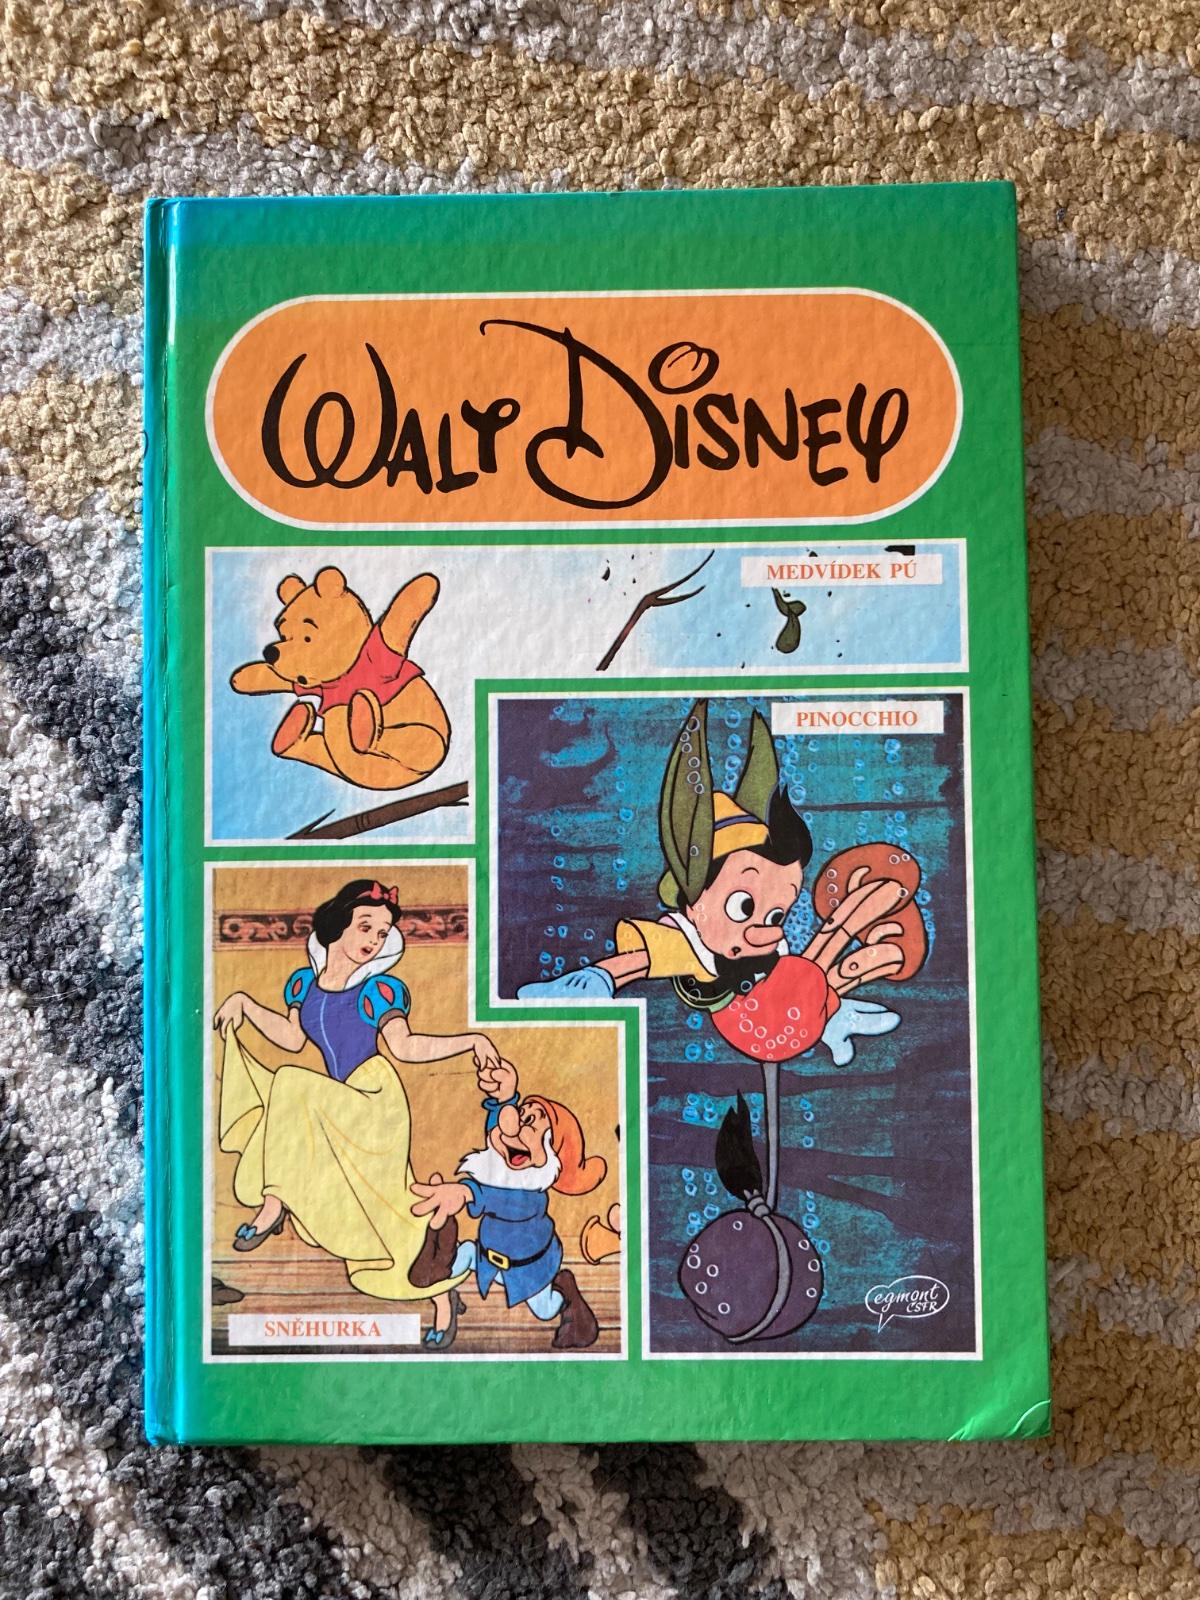 WALT DISNEY
MEDVÍDEK PÚ
PINOCCHIO
SNĚHURKA
egmont
ČSFR